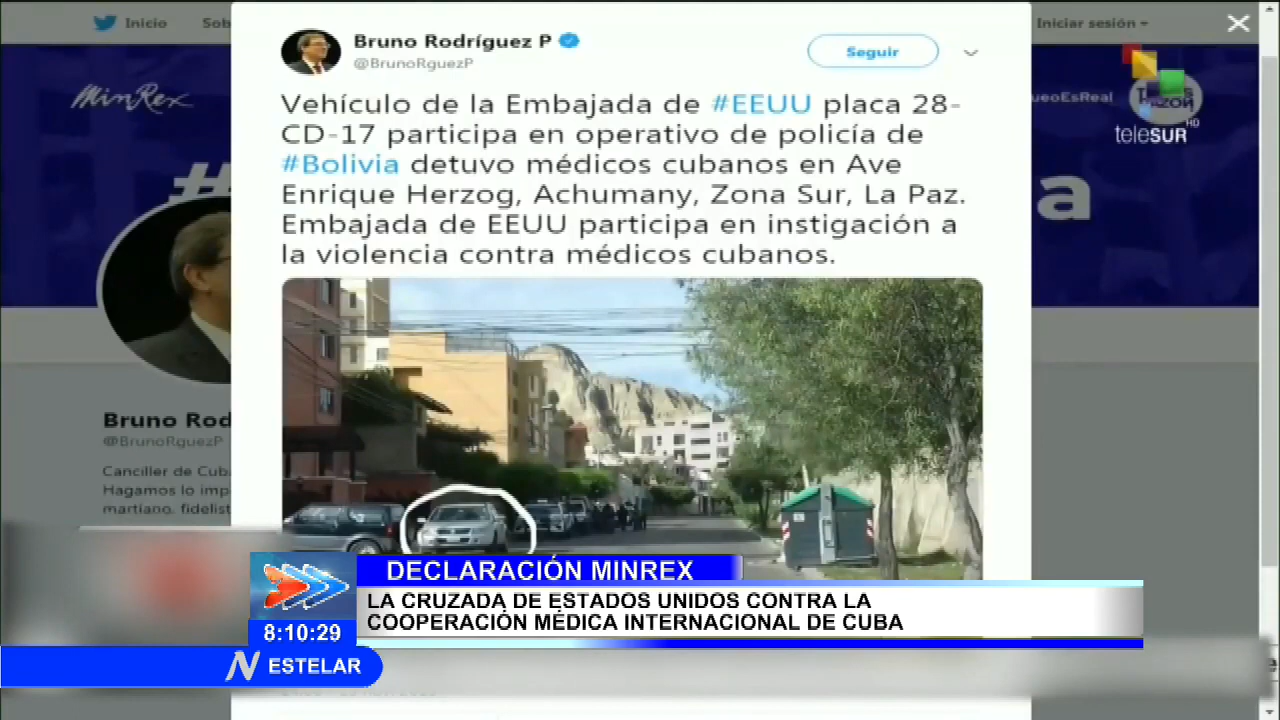 Inicio
Iniciar sesión
Bruno Rodríguez P
@BrunoRguezP
Seguir
MinRex
ueoEsReal
HD
teleSUR
Vehículo de la Embajada de #EEUU placa 28-
CD-17 participa en operativo de policía de
#Bolivia detuvo médicos cubanos en Ave
Enrique Herzog, Achumany, Zona Sur, La Paz.
Embajada de EEUU participa en instigación a
la violencia contra médicos cubanos.
Bruno Rod
@BrunoRguezP
Canciller de Cuba
Hagamos lo imp
martiano, fidelist
DECLARACIÓN MINREX
LA CRUZADA DE ESTADOS UNIDOS CONTRA LA
COOPERACIÓN MÉDICA INTERNACIONAL DE CUBA
8:10:29
N ESTELAR